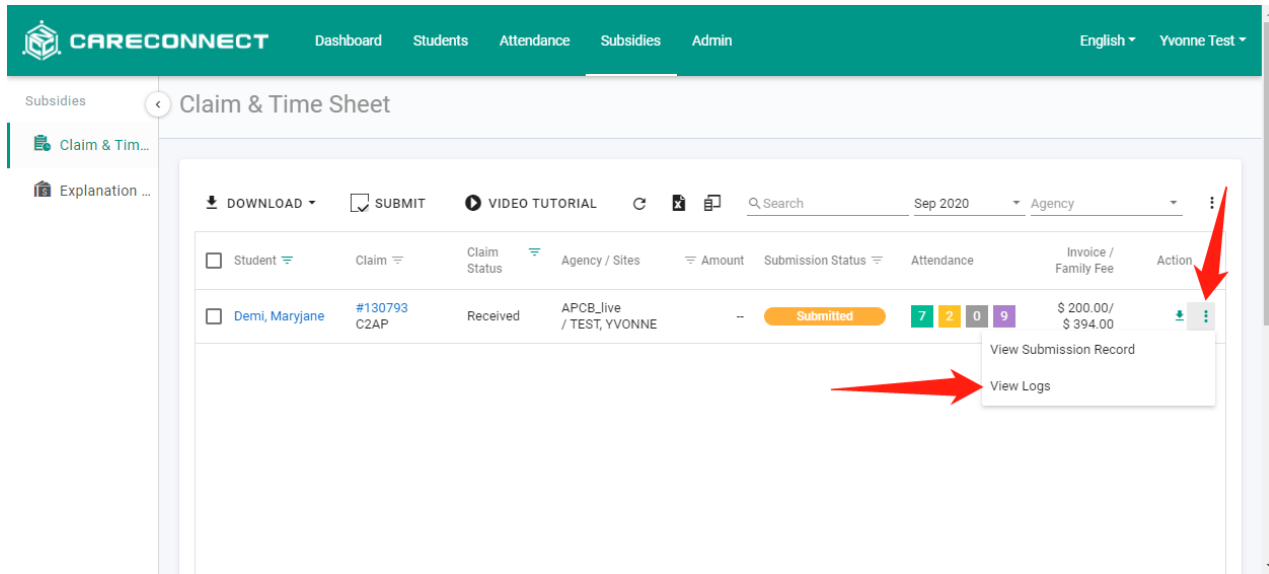 CARECONNECT Dashboard Students Attendance Subsidies Admin English Yvonne Test
Subsidies
Claim & Tim...
Explanation ...
Claim & Time Sheet
DOWNLOAD SUBMIT VIDEO TUTORIAL Search Sep 2020 Agency
Student Claim Claim Status Agency / Sites Amount Submission Status Attendance Invoice / Family Fee Action
Demi, Maryjane #130793 Received APCB_live -- Submitted 7 2 0 9 $ 200.00/
C2AP / TEST, YVONNE $ 394.00
View Submission Record
View Logs